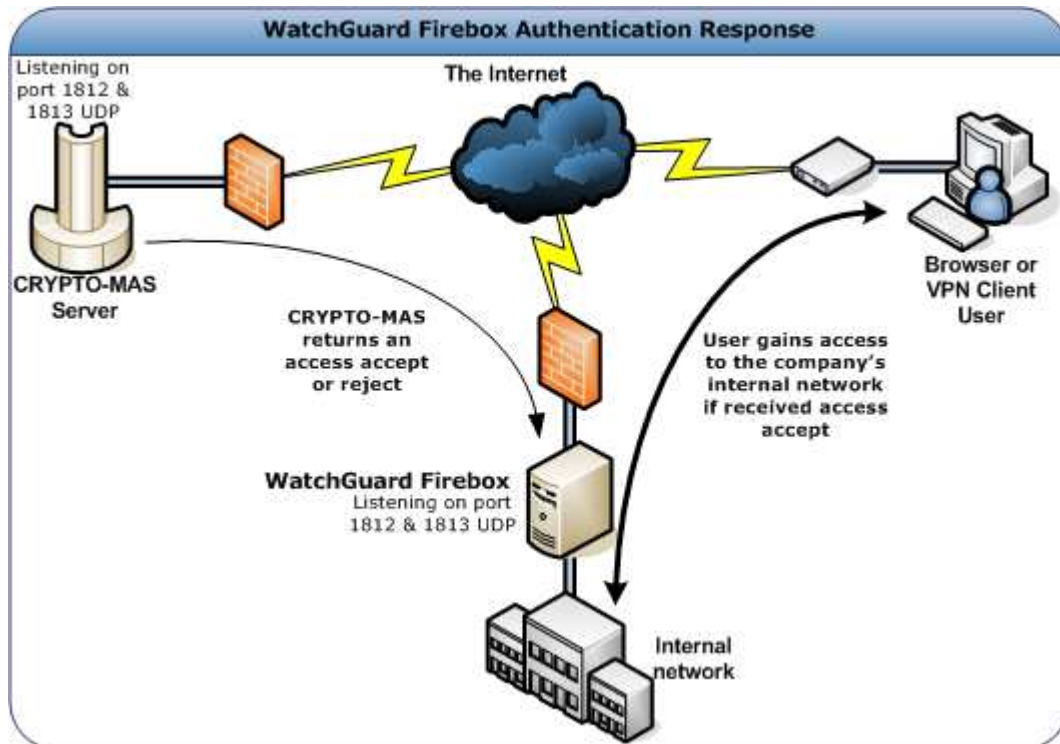 WatchGuard Firebox Authentication Response
Listening on
port 1812 &
1813 UDP
The Internet
CRYPTO-MAS
Server
Browser or
VPN Client
User
CRYPTO-MAS
returns an
access accept
or reject
User gains access
to the company's
internal network
if received access
accept
WatchGuard Firebox
Listening on port
1812 & 1813 UDP
Internal
network